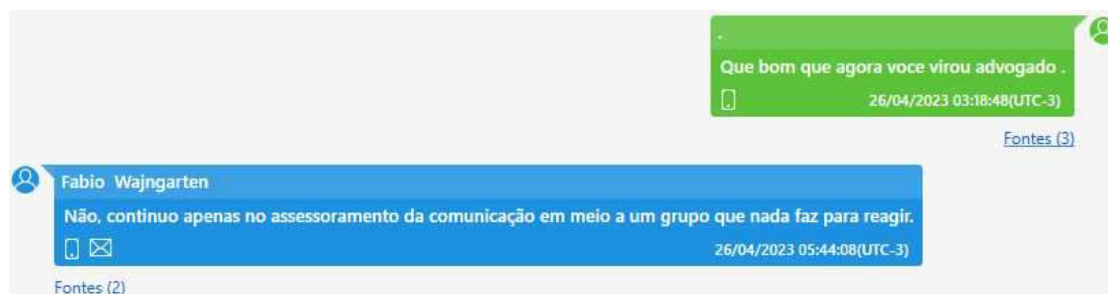 .
Que bom que agora voce virou advogado .
26/04/2023 03:18:48(UTC-3)
Fontes (3)
Fabio Wajngarten
Não, continuo apenas no assessoramento da comunicação em meio a um grupo que nada faz para reagir.
26/04/2023 05:44:08(UTC-3)
Fontes (2)